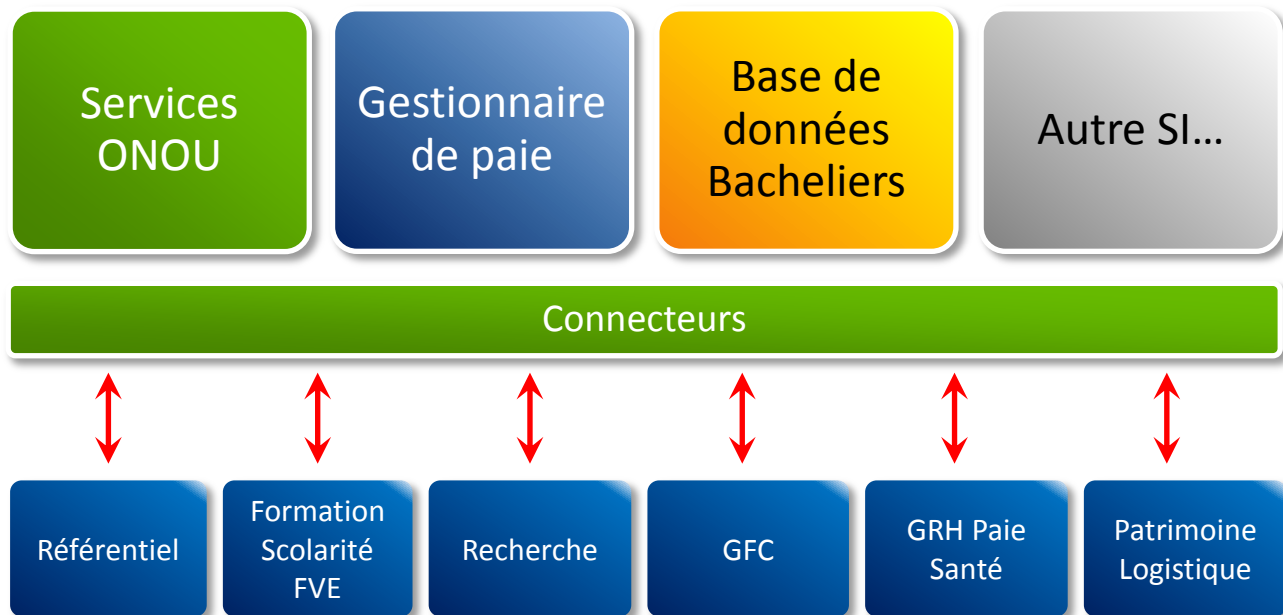 Services
ONOU
Gestionnaire
de paie
Base de
données
Bacheliers
Autre SI...
Connecteurs
Référentiel
Formation
Scolarité
FVE
Recherche
GFC
GRH Paie
Santé
Patrimoine
Logistique